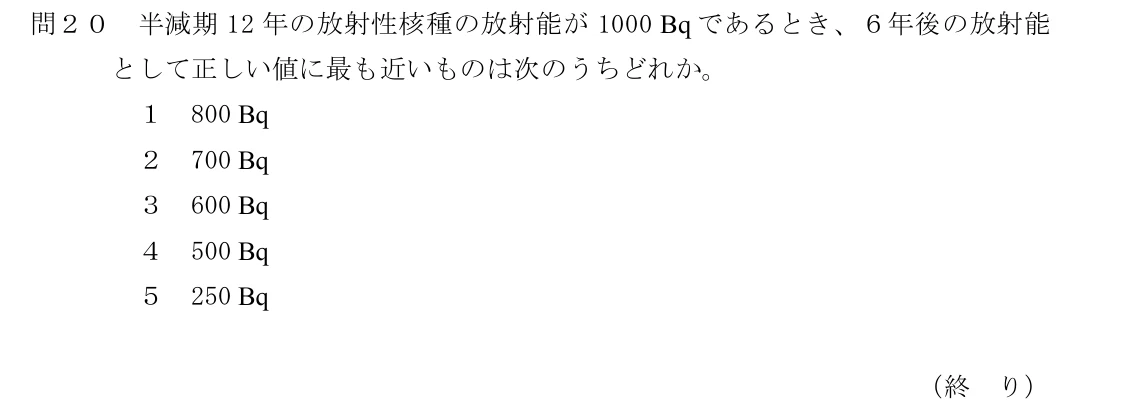 問２０　半減期 12 年の放射性核種の放射能が 1000 Bq であるとき、６年後の放射能
として正しい値に最も近いものは次のうちどれか。
１　800 Bq
２　700 Bq
３　600 Bq
４　500 Bq
５　250 Bq
（終　り）